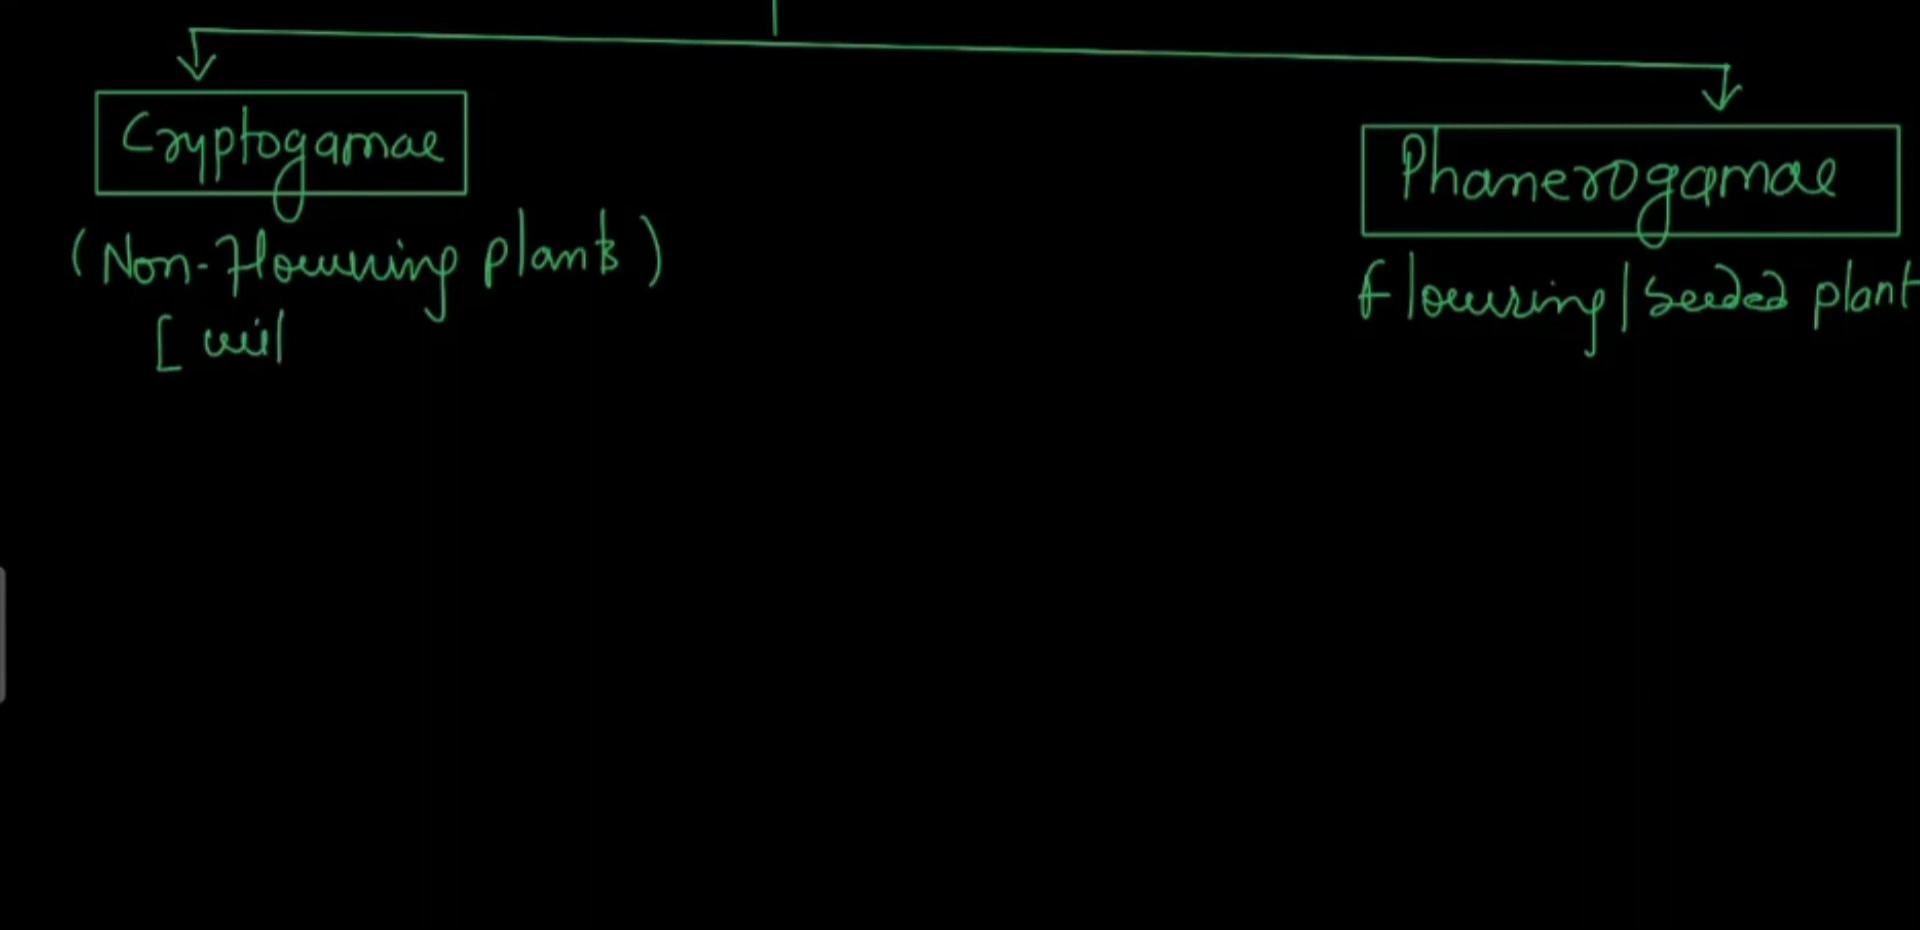 Cryptogamae
(Non-Flowering plants)
[ wil
Phanerogamae
flowering/seeded plant